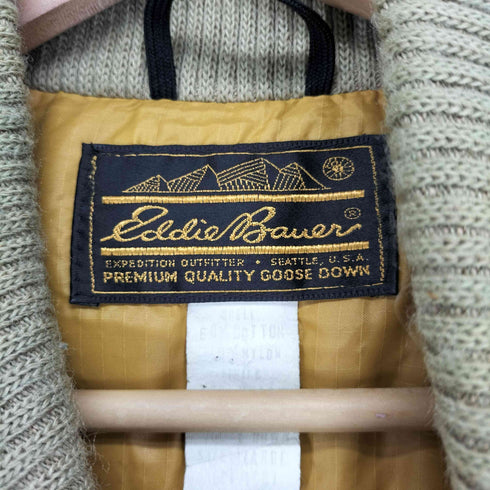 Eddie Bauer®
EXPEDITION OUTFITTER • SEATTLE, U.S.A.
PREMIUM QUALITY GOOSE DOWN